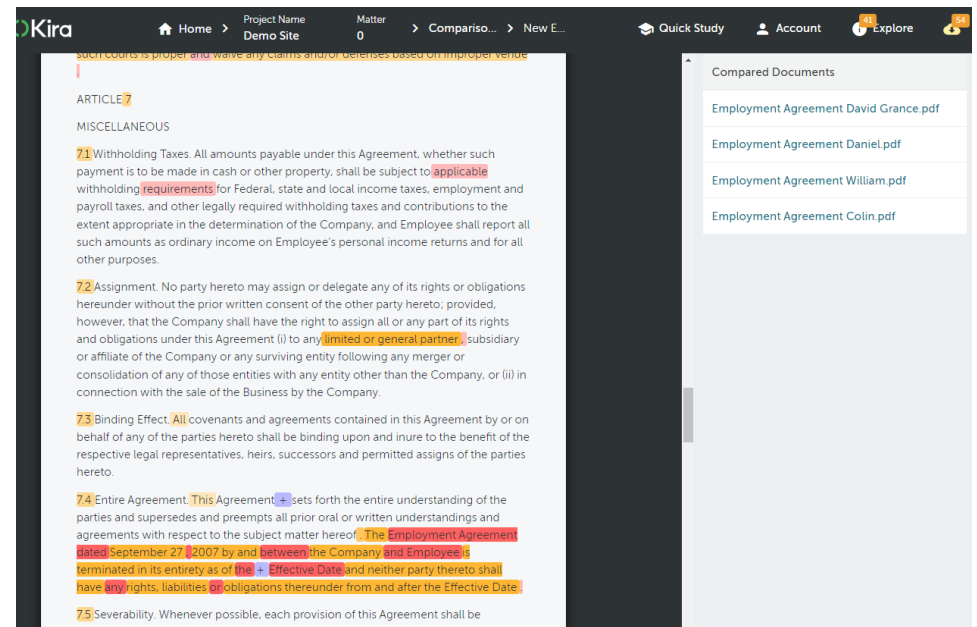 Kira
Home > Project Name Demo Site Matter 0 > Compariso... > New E...
Quick Study Account 41 Explore 54
such courts is proper and waive any claims and/or defenses based on improper venue
.
ARTICLE 7
MISCELLANEOUS
7.1 Withholding Taxes. All amounts payable under this Agreement, whether such
payment is to be made in cash or other property, shall be subject to applicable
withholding requirements for Federal, state and local income taxes, employment and
payroll taxes, and other legally required withholding taxes and contributions to the
extent appropriate in the determination of the Company, and Employee shall report all
such amounts as ordinary income on Employee's personal income returns and for all
other purposes.
7.2 Assignment. No party hereto may assign or delegate any of its rights or obligations
hereunder without the prior written consent of the other party hereto; provided,
however, that the Company shall have the right to assign all or any part of its rights
and obligations under this Agreement (i) to any limited or general partner , subsidiary
or affiliate of the Company or any surviving entity following any merger or
consolidation of any of those entities with any entity other than the Company, or (ii) in
connection with the sale of the Business by the Company.
7.3 Binding Effect. All covenants and agreements contained in this Agreement by or on
behalf of any of the parties hereto shall be binding upon and inure to the benefit of the
respective legal representatives, heirs, successors and permitted assigns of the parties
hereto.
7.4 Entire Agreement. This Agreement + sets forth the entire understanding of the
parties and supersedes and preempts all prior oral or written understandings and
agreements with respect to the subject matter hereof . The Employment Agreement
dated September 27 , 2007 by and between the Company and Employee is
terminated in its entirety as of the + Effective Date and neither party thereto shall
have any rights, liabilities or obligations thereunder from and after the Effective Date .
7.5 Severability. Whenever possible, each provision of this Agreement shall be
Compared Documents
Employment Agreement David Grance.pdf
Employment Agreement Daniel.pdf
Employment Agreement William.pdf
Employment Agreement Colin.pdf